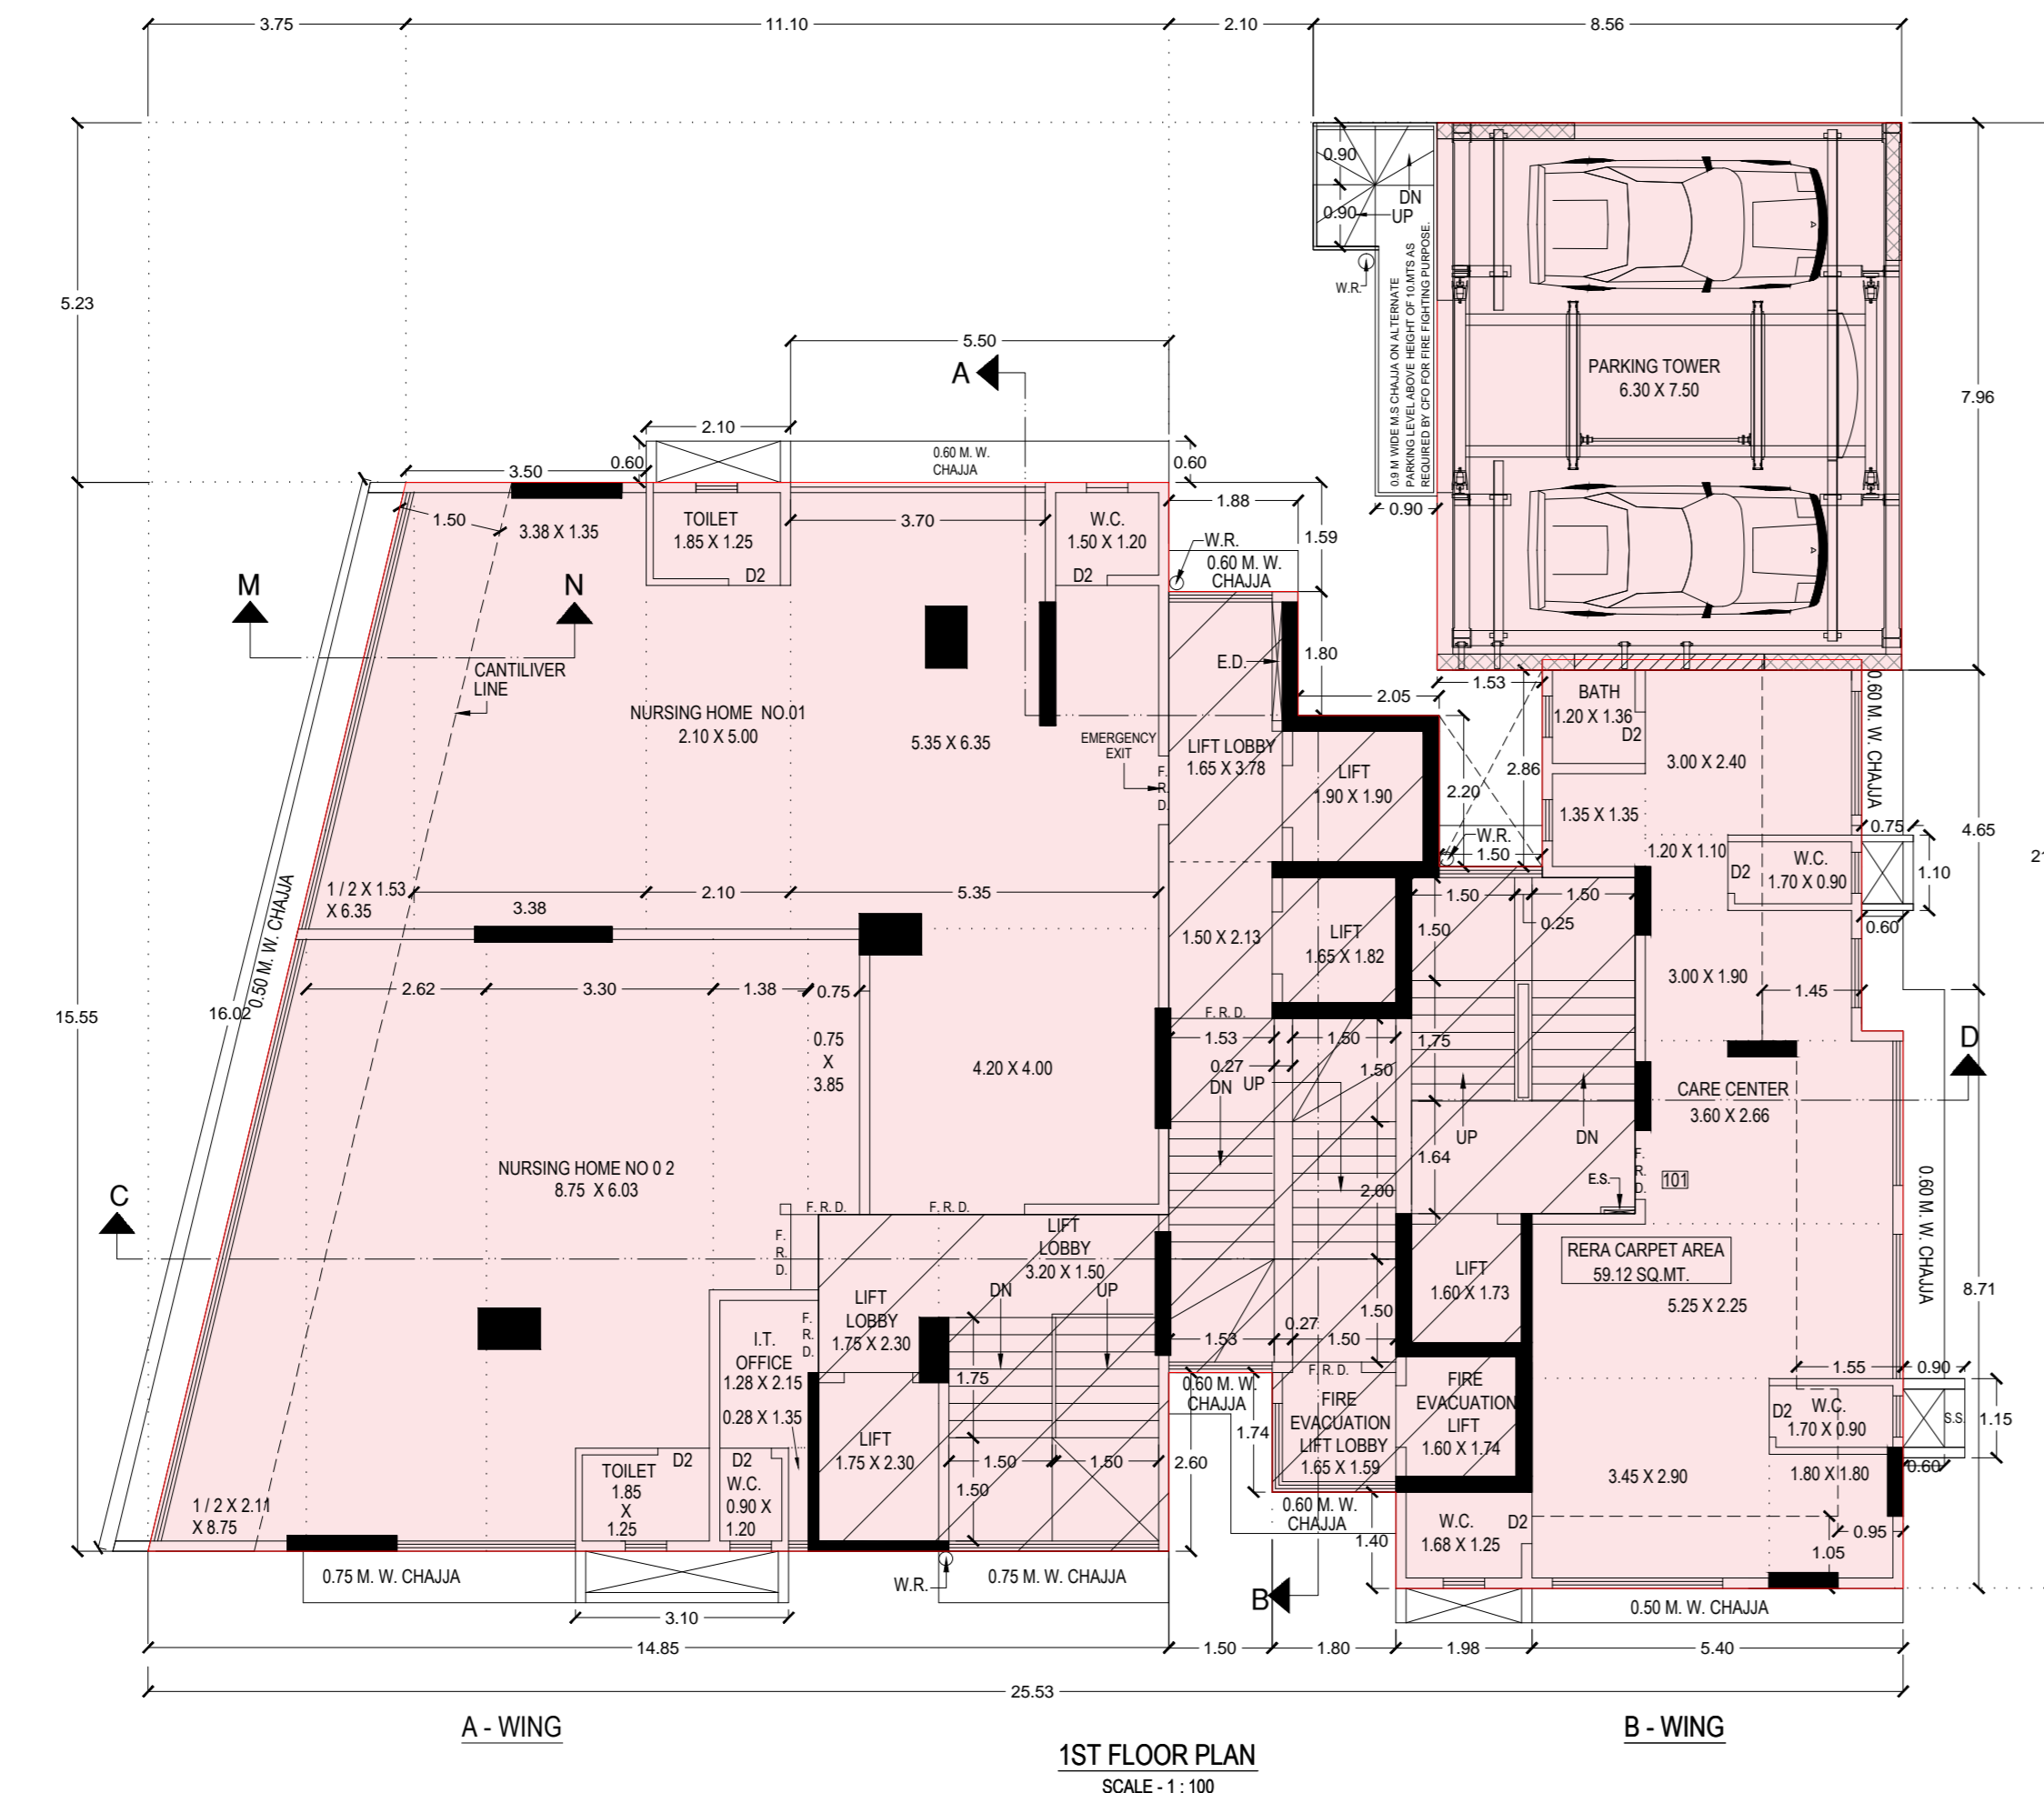 3.75
11.10
2.10
8.56
5.23
0.90
0.90
DN
UP
W.R.
0.9 M WIDE M.S CHAJJA ON ALTERNATE
PARKING LEVEL ABOVE HEIGHT OF 10.MTS AS
REQUIRED BY CFO FOR FIRE FIGHTING PURPOSE.
0.90
PARKING TOWER
6.30 X 7.50
7.96
5.50
A
2.10
0.60
3.50
0.60 M. W.
CHAJJA
0.60
1.88
1.59
1.50
3.38 X 1.35
TOILET
1.85 X 1.25
D2
3.70
W.C.
1.50 X 1.20
D2
W.R.
0.60 M. W.
CHAJJA
M
N
CANTILIVER
LINE
E.D.
1.80
NURSING HOME NO.01
2.10 X 5.00
5.35 X 6.35
EMERGENCY
EXIT
F.
R.
D.
LIFT LOBBY
1.65 X 3.78
LIFT
1.90 X 1.90
2.05
1.53
2.86
2.20
W.R.
1.50
BATH
1.20 X 1.36
D2
3.00 X 2.40
0.60 M. W. CHAJJA
1.35 X 1.35
1.20 X 1.10
0.75
4.65
21
D2
W.C.
1.70 X 0.90
1.10
0.60
1 / 2 X 1.53
X 6.35
3.38
2.10
5.35
1.50
1.50
0.25
1.50
1.50 X 2.13
LIFT
1.65 X 1.82
3.00 X 1.90
1.45
0.50 M. W. CHAJJA
16.02
15.55
2.62
3.30
1.38
0.75
0.75
X
3.85
4.20 X 4.00
F. R. D.
1.53
1.50
0.27
DN
UP
1.50
1.75
D
CARE CENTER
3.60 X 2.66
UP
DN
1.64
2.00
E.S.
F.
R.
D.
101
C
NURSING HOME NO 0 2
8.75 X 6.03
F. R. D.
F. R. D.
F.
R.
D.
LIFT
LOBBY
3.20 X 1.50
LIFT
LOBBY
1.75 X 2.30
DN
UP
RERA CARPET AREA
59.12 SQ.MT.
5.25 X 2.25
0.60 M. W. CHAJJA
8.71
LIFT
1.60 X 1.73
1.50
I.T.
OFFICE
1.28 X 2.15
F.
R.
D.
0.28 X 1.35
1.75
1.53
0.27
1.50
F. R. D.
1.55
0.90
0.60 M. W.
CHAJJA
1.74
FIRE
EVACUATION
LIFT LOBBY
1.65 X 1.59
FIRE
EVACUATION
LIFT
1.60 X 1.74
D2
W.C.
1.70 X 0.90
S.S.
1.15
0.60
LIFT
1.75 X 2.30
1.50
1.50
1.50
2.60
TOILET
1.85
X
1.25
D2
D2
W.C.
0.90 X
1.20
1 / 2 X 2.11
X 8.75
3.45 X 2.90
1.80 X 1.80
0.60 M. W.
CHAJJA
1.40
W.C.
1.68 X 1.25
D2
0.95
1.05
0.75 M. W. CHAJJA
W.R.
0.75 M. W. CHAJJA
B
0.50 M. W. CHAJJA
3.10
14.85
1.50
1.80
1.98
5.40
25.53
A - WING
B - WING
1ST FLOOR PLAN
SCALE - 1 : 100